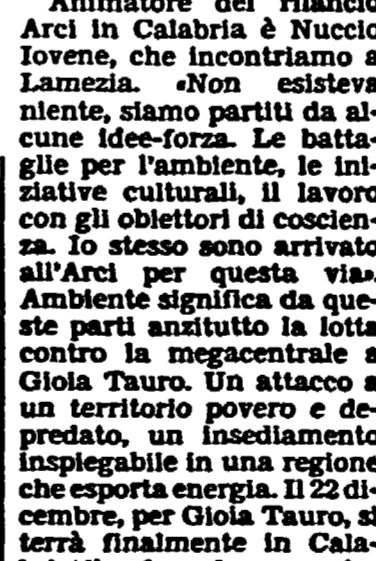 Animatore del rilancio
Arci in Calabria è Nuccio
Iovene, che incontriamo a
Lamezia. «Non esisteva
niente, siamo partiti da al-
cune idee-forza. Le batta-
glie per l'ambiente, le ini-
ziative culturali, il lavoro
con gli obiettori di coscien-
za. Io stesso sono arrivato
all'Arci per questa via».
Ambiente significa da que-
ste parti anzitutto la lotta
contro la megacentrale a
Gioia Tauro. Un attacco a
un territorio povero e de-
predato, un insediamento
inspiegabile in una regione
che esporta energia. Il 22 di-
cembre, per Gioia Tauro, si
terrà finalmente in Cala-